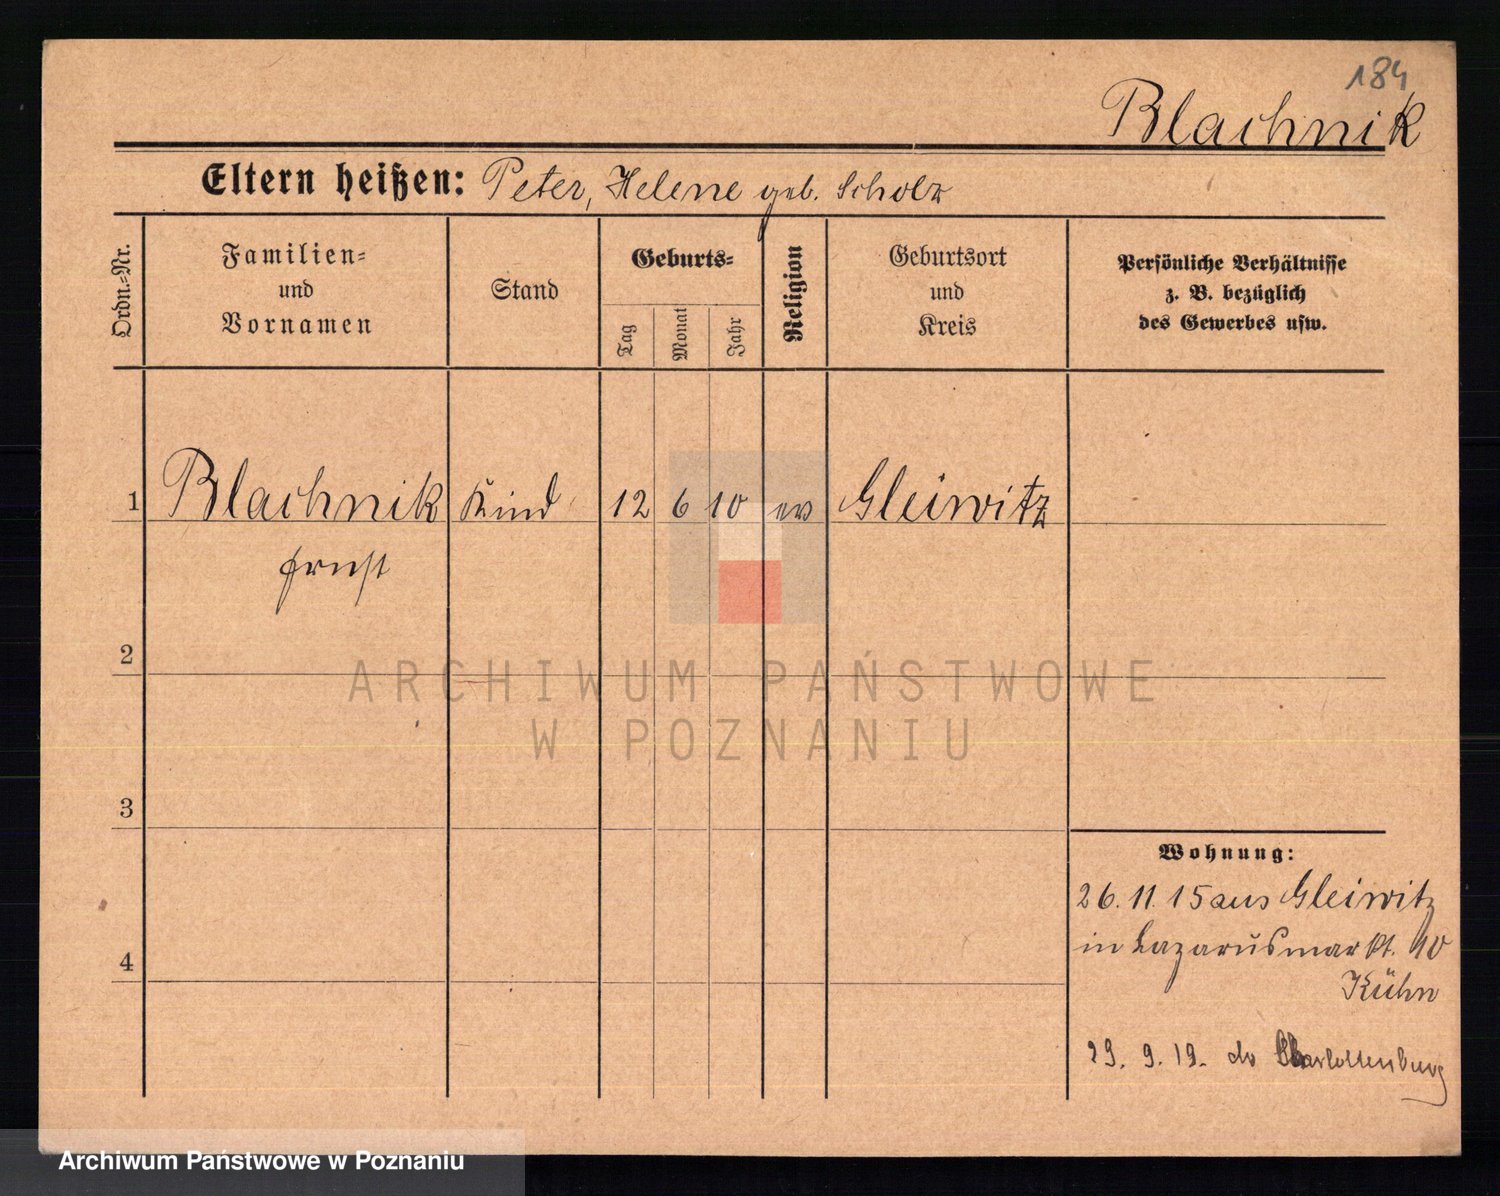 184
Blachnik
Eltern heißen: Peter, Helene geb. Scholz
Ordn.=Nr.
Familien=
und
Vornamen
Stand
Geburts=
Tag
Monat
Jahr
Religion
Geburtsort
und
Kreis
Persönliche Verhältnisse
z. B. bezüglich
des Gewerbes usw.
1 Blachnik Kind 12 6 10 ev Gleiwitz
Ernst
2
ARCHIWUM PAŃSTWOWE
W POZNANIU
3
Wohnung:
26. 11. 15 aus Gleiwitz
in Lazarusmarkt. 10
4
Kühn
29. 9. 19. Charlottenburg
Archiwum Państwowe w Poznaniu